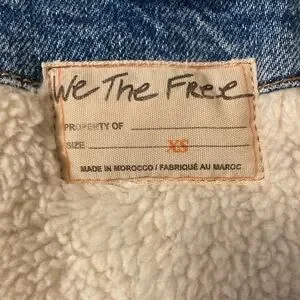 We The Free
PROPERTY OF
SIZE XS
MADE IN MOROCCO / FABRIQUÉ AU MAROC